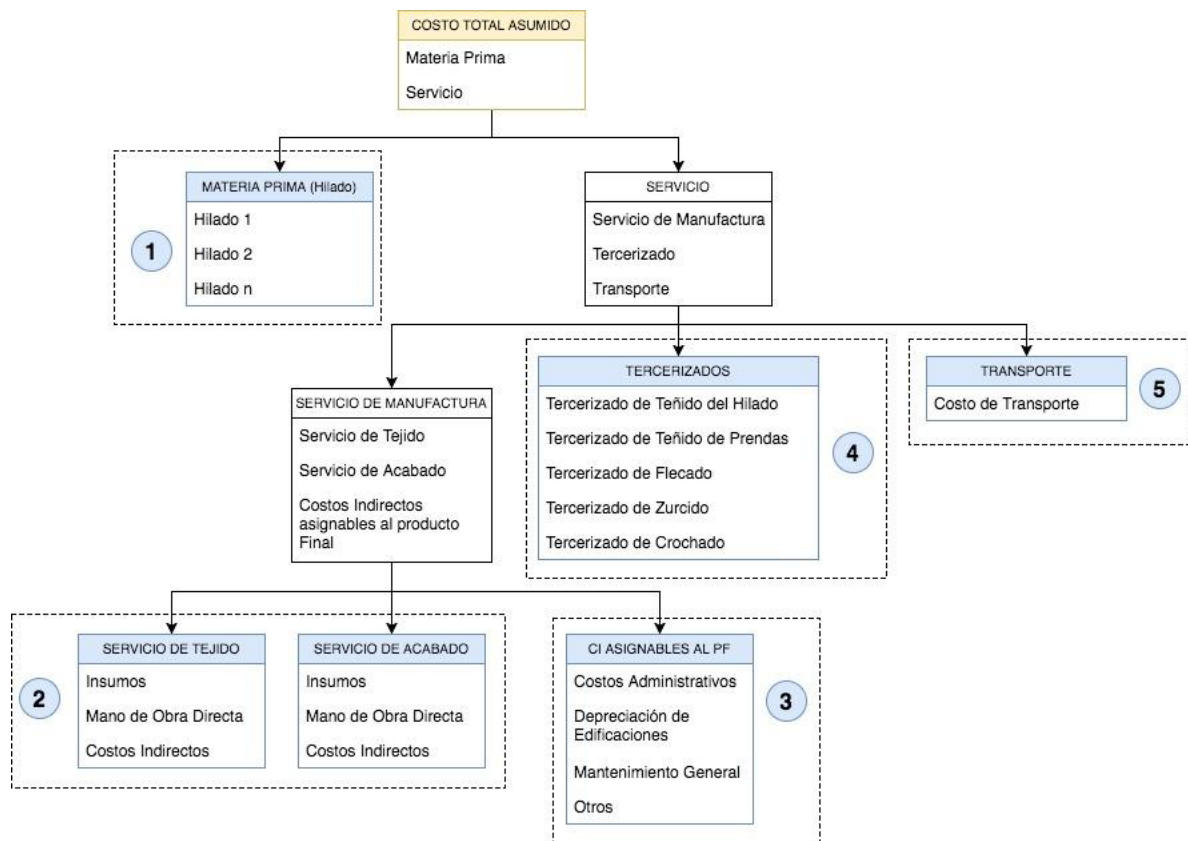 COSTO TOTAL ASUMIDO
Materia Prima
Servicio
MATERIA PRIMA (Hilado)
Hilado 1
Hilado 2
Hilado n
1
SERVICIO
Servicio de Manufactura
Tercerizado
Transporte
SERVICIO DE MANUFACTURA
Servicio de Tejido
Servicio de Acabado
Costos Indirectos
asignables al producto
Final
TERCERIZADOS
Tercerizado de Teñido del Hilado
Tercerizado de Teñido de Prendas
Tercerizado de Flecado
Tercerizado de Zurcido
Tercerizado de Crochado
4
TRANSPORTE
Costo de Transporte
5
2
SERVICIO DE TEJIDO
Insumos
Mano de Obra Directa
Costos Indirectos
SERVICIO DE ACABADO
Insumos
Mano de Obra Directa
Costos Indirectos
CI ASIGNABLES AL PF
Costos Administrativos
Depreciación de
Edificaciones
Mantenimiento General
Otros
3